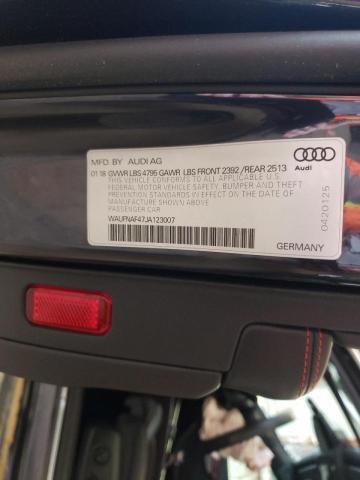 MFD. BY AUDI AG
01 18 GVWR LBS 4795 GAWR LBS FRONT 2392 /REAR 2513
THIS VEHICLE CONFORMS TO ALL APPLICABLE U.S.
FEDERAL MOTOR VEHICLE SAFETY, BUMPER AND THEFT
PREVENTION STANDARDS IN EFFECT ON THE
DATE OF MANUFACTURE SHOWN ABOVE
PASSENGER CAR
WAUFNAF47JA123007
Audi
0420125
GERMANY